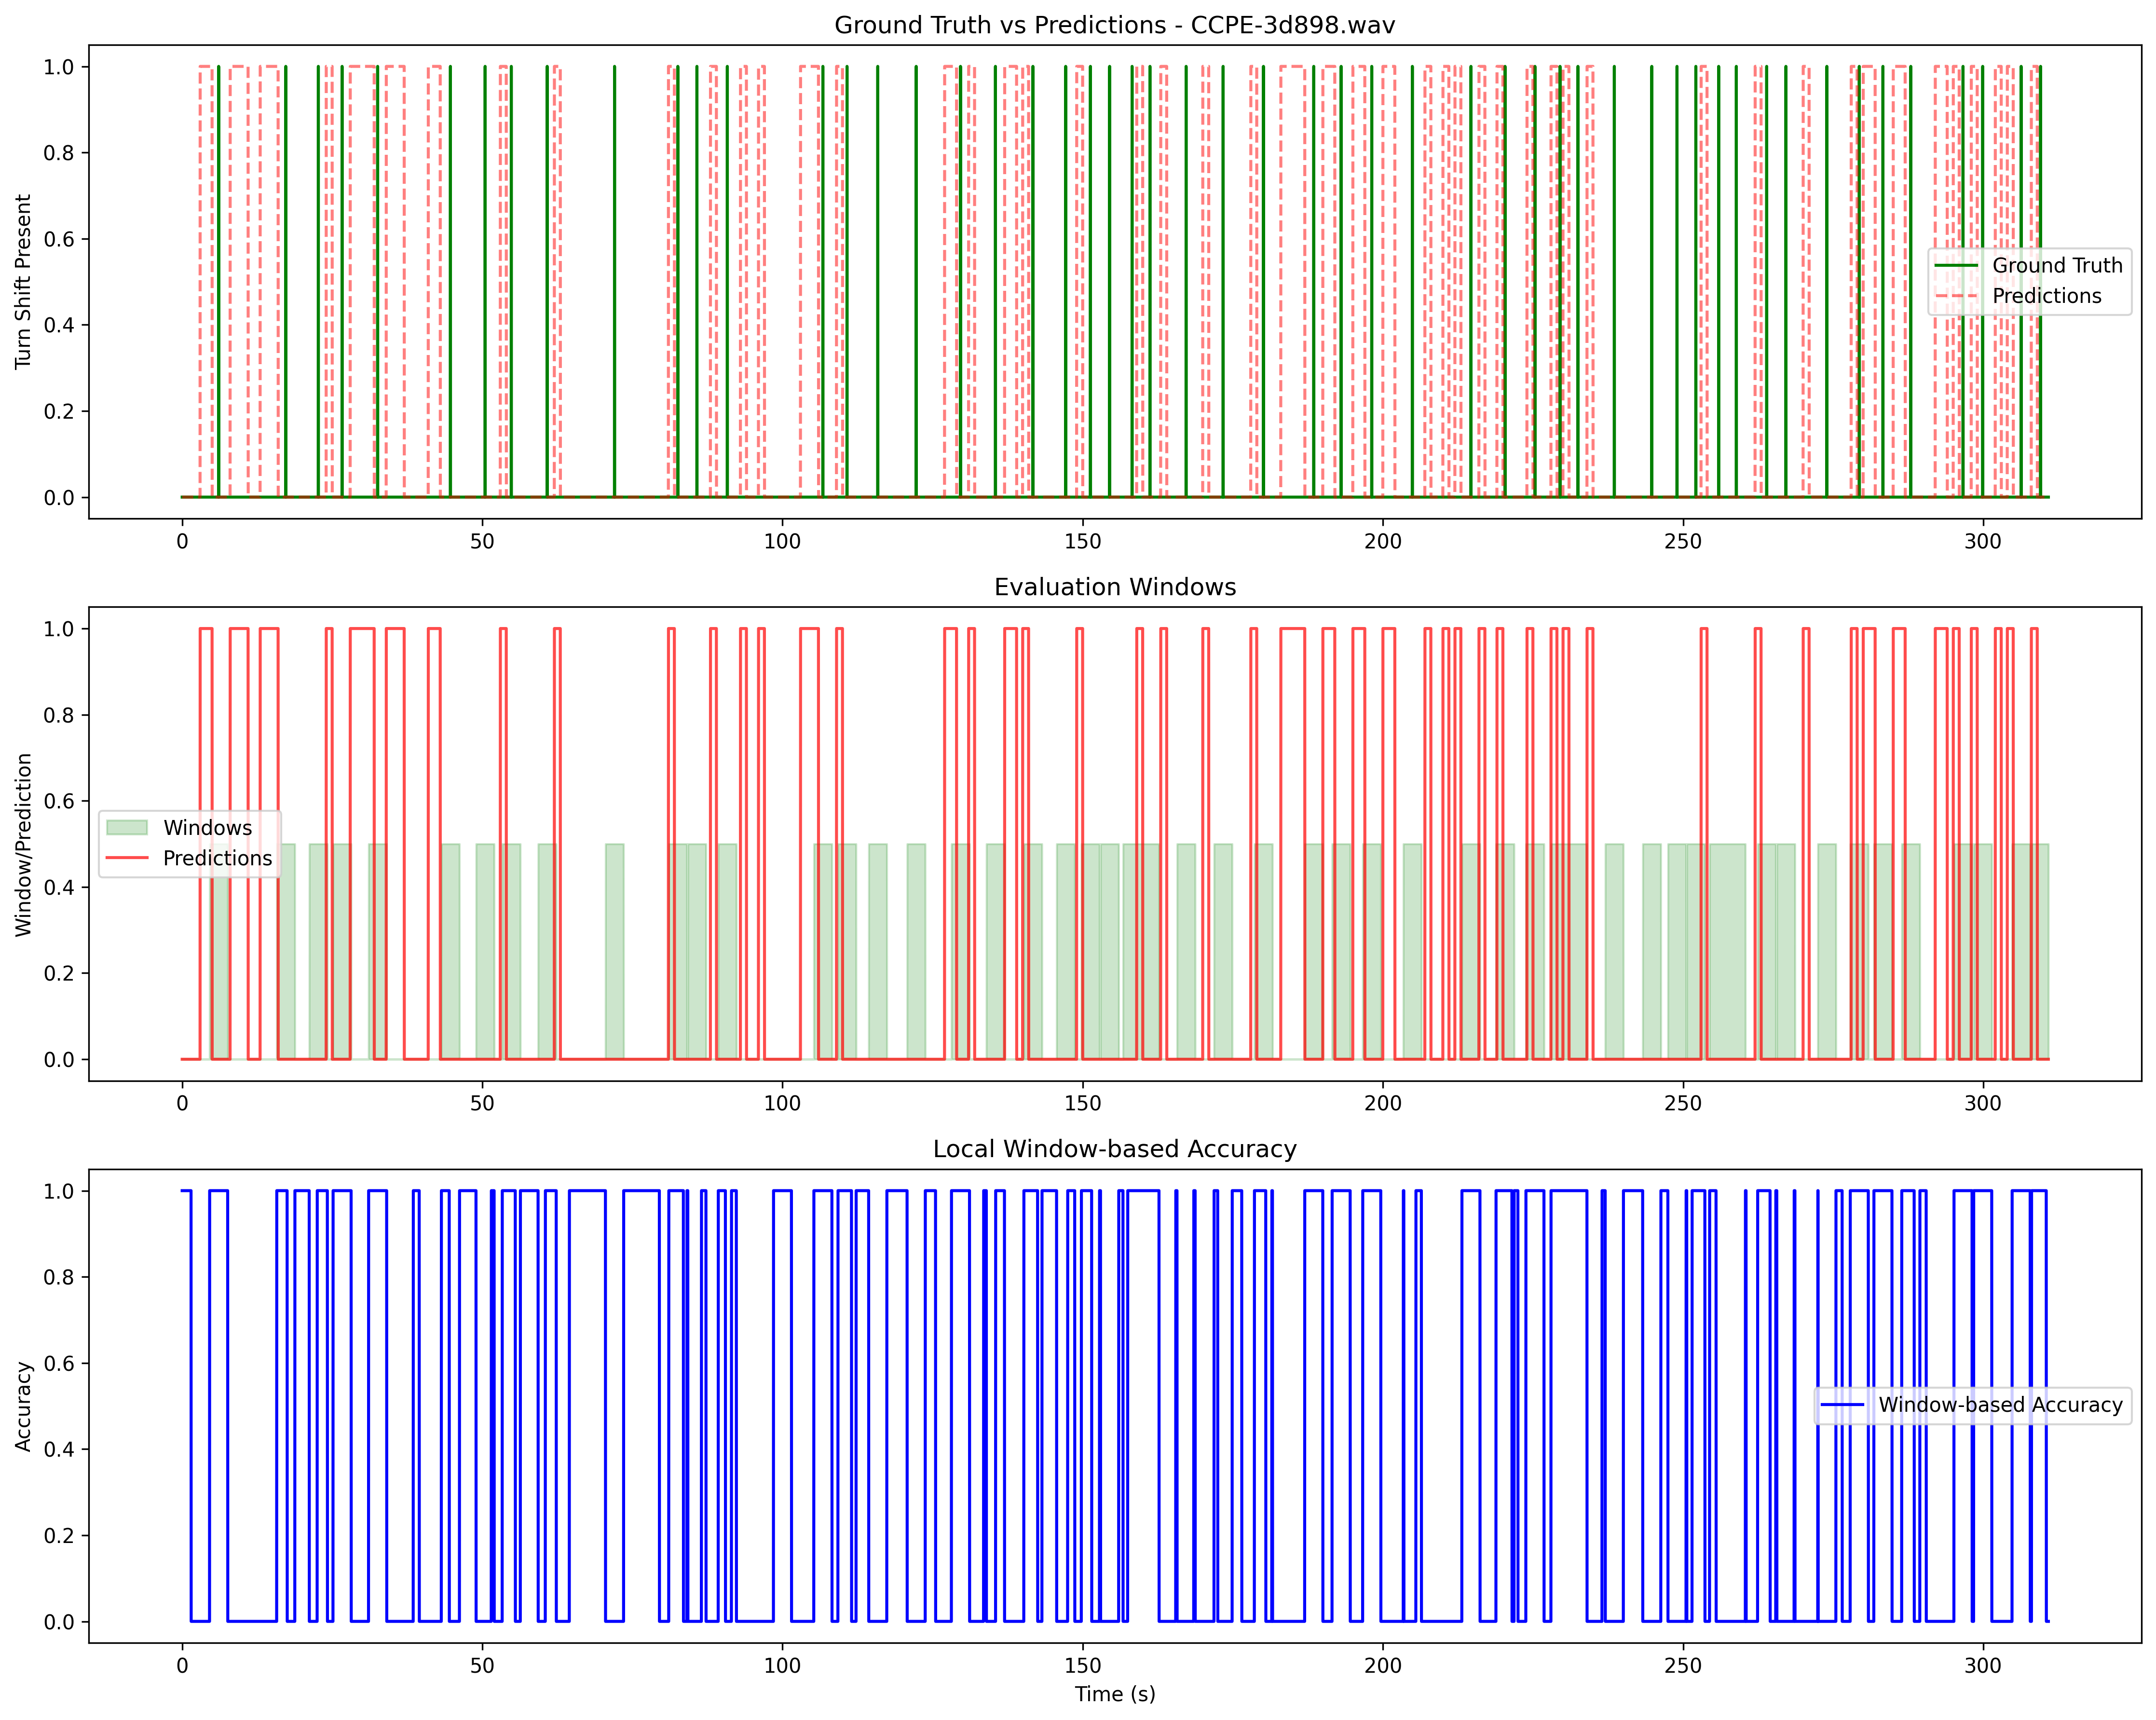 Ground Truth vs Predictions - CCPE-3d898.wav
1.0
0.8
0.6
0.4
0.2
0.0
Turn Shift Present
Ground Truth
Predictions
0 50 100 150 200 250 300
Evaluation Windows
1.0
0.8
0.6
0.4
0.2
0.0
Window/Prediction
Windows
Predictions
0 50 100 150 200 250 300
Local Window-based Accuracy
1.0
0.8
0.6
0.4
0.2
0.0
Accuracy
Window-based Accuracy
0 50 100 150 200 250 300
Time (s)